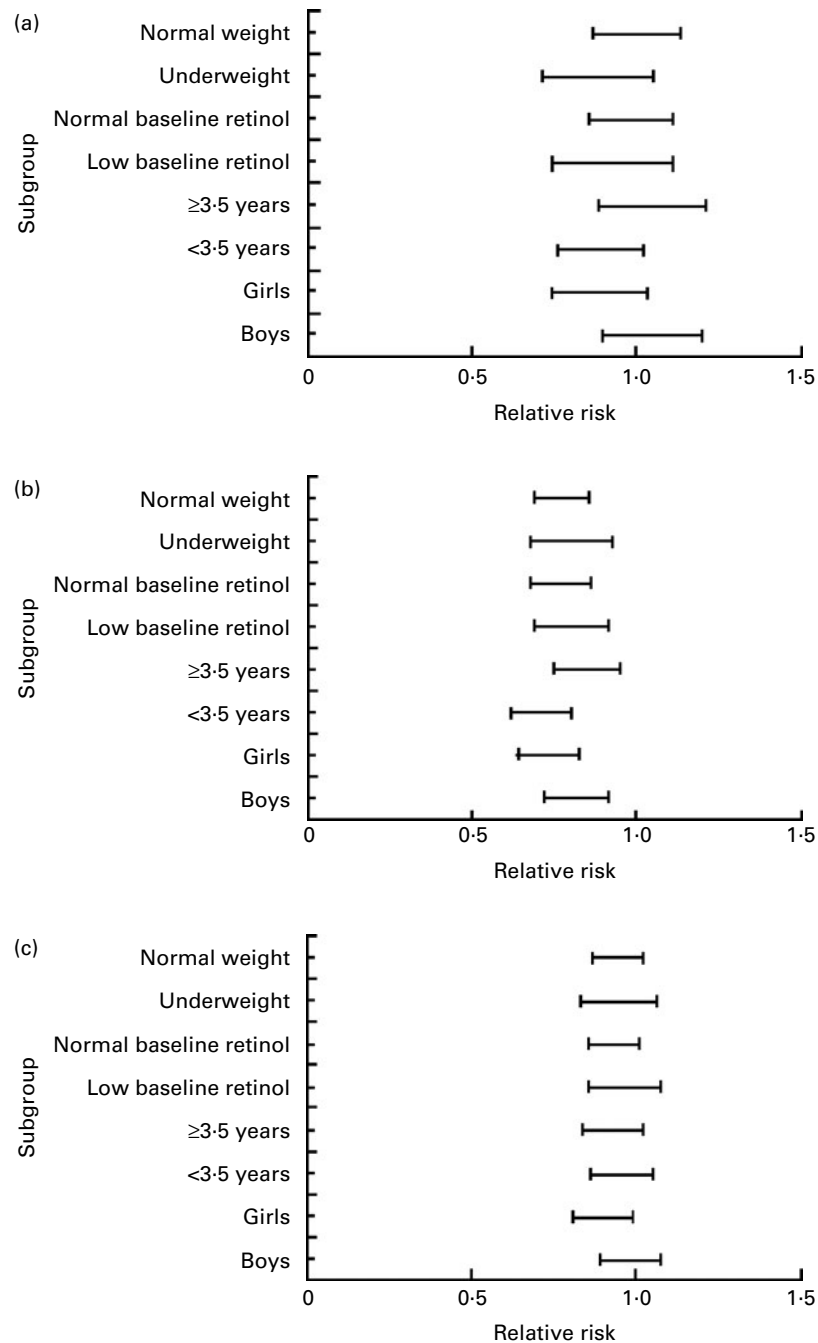 (a)
Subgroup
Normal weight
Underweight
Normal baseline retinol
Low baseline retinol
≥3·5 years
<3·5 years
Girls
Boys
0 0·5 1·0 1·5
Relative risk
(b)
Subgroup
Normal weight
Underweight
Normal baseline retinol
Low baseline retinol
≥3·5 years
<3·5 years
Girls
Boys
0 0·5 1·0 1·5
Relative risk
(c)
Subgroup
Normal weight
Underweight
Normal baseline retinol
Low baseline retinol
≥3·5 years
<3·5 years
Girls
Boys
0 0·5 1·0 1·5
Relative risk